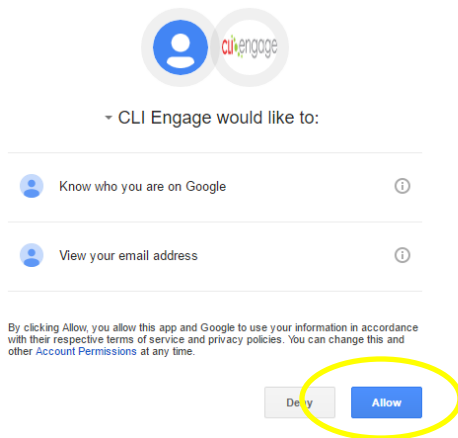 cli engage
CLI Engage would like to:
Know who you are on Google
View your email address
By clicking Allow, you allow this app and Google to use your information in accordance
with their respective terms of service and privacy policies. You can change this and
other Account Permissions at any time.
Deny Allow